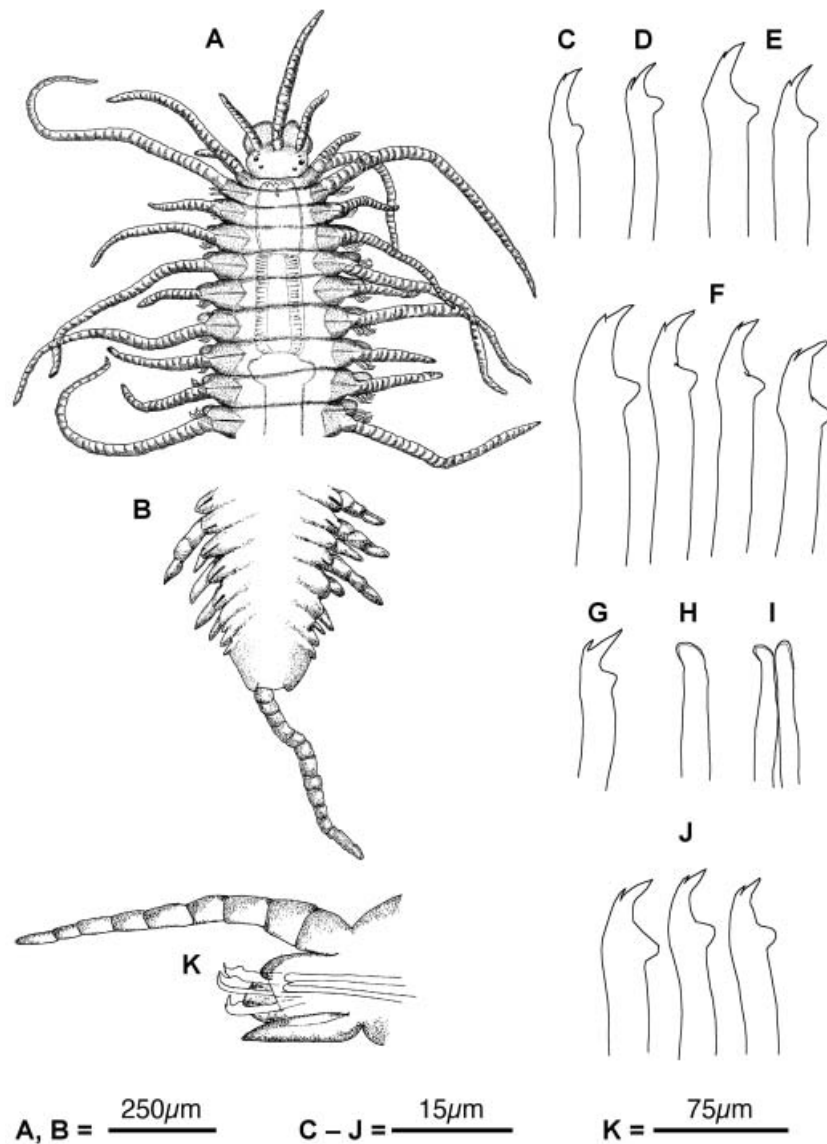 A
C D E
F
B
G H I
J
K
250µm 15µm 75µm
A, B = C – J = K =